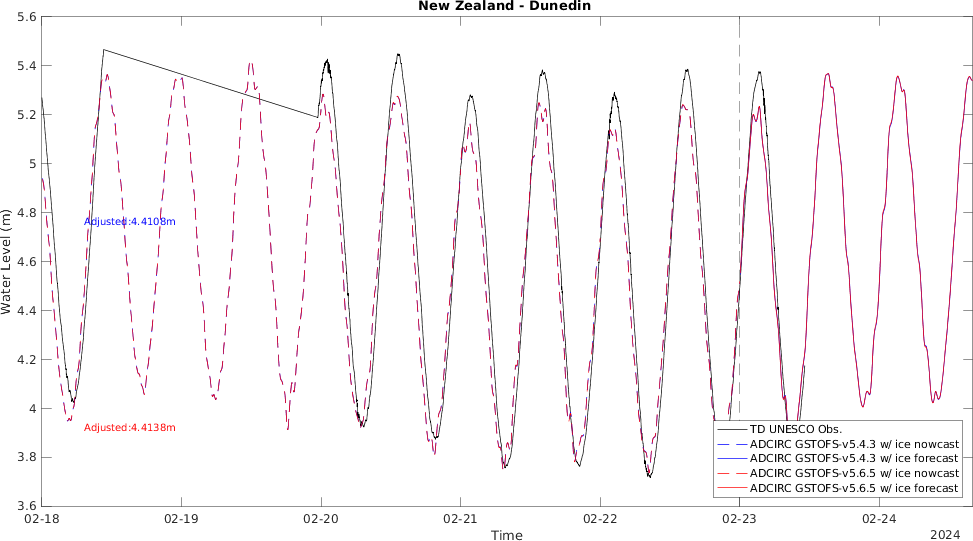 New Zealand - Dunedin
Water Level (m)
5.6
5.4
5.2
5
4.8
4.6
4.4
4.2
4
3.8
3.6
Adjusted:4.4108m
Adjusted:4.4138m
TD UNESCO Obs.
ADCIRC GSTOFS-v5.4.3 w/ ice nowcast
ADCIRC GSTOFS-v5.4.3 w/ ice forecast
ADCIRC GSTOFS-v5.6.5 w/ ice nowcast
ADCIRC GSTOFS-v5.6.5 w/ ice forecast
02-18 02-19 02-20 02-21 02-22 02-23 02-24
Time
2024